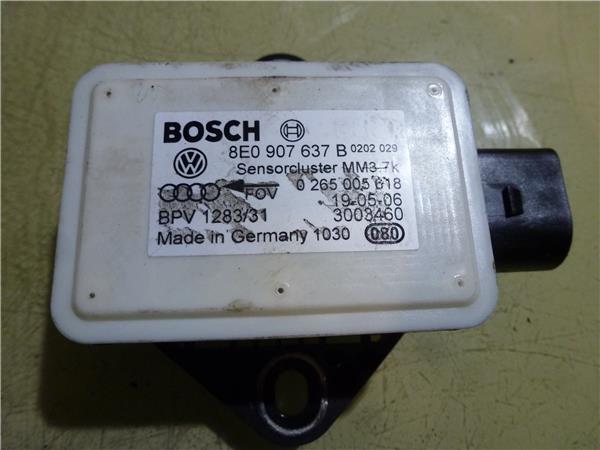 BOSCH
8E0 907 637 B 0202 029
Sensorcluster MM3.7k
FOV 0 265 005 618
19-05-06
BPV 1283/31 3003460
Made in Germany 1030 080